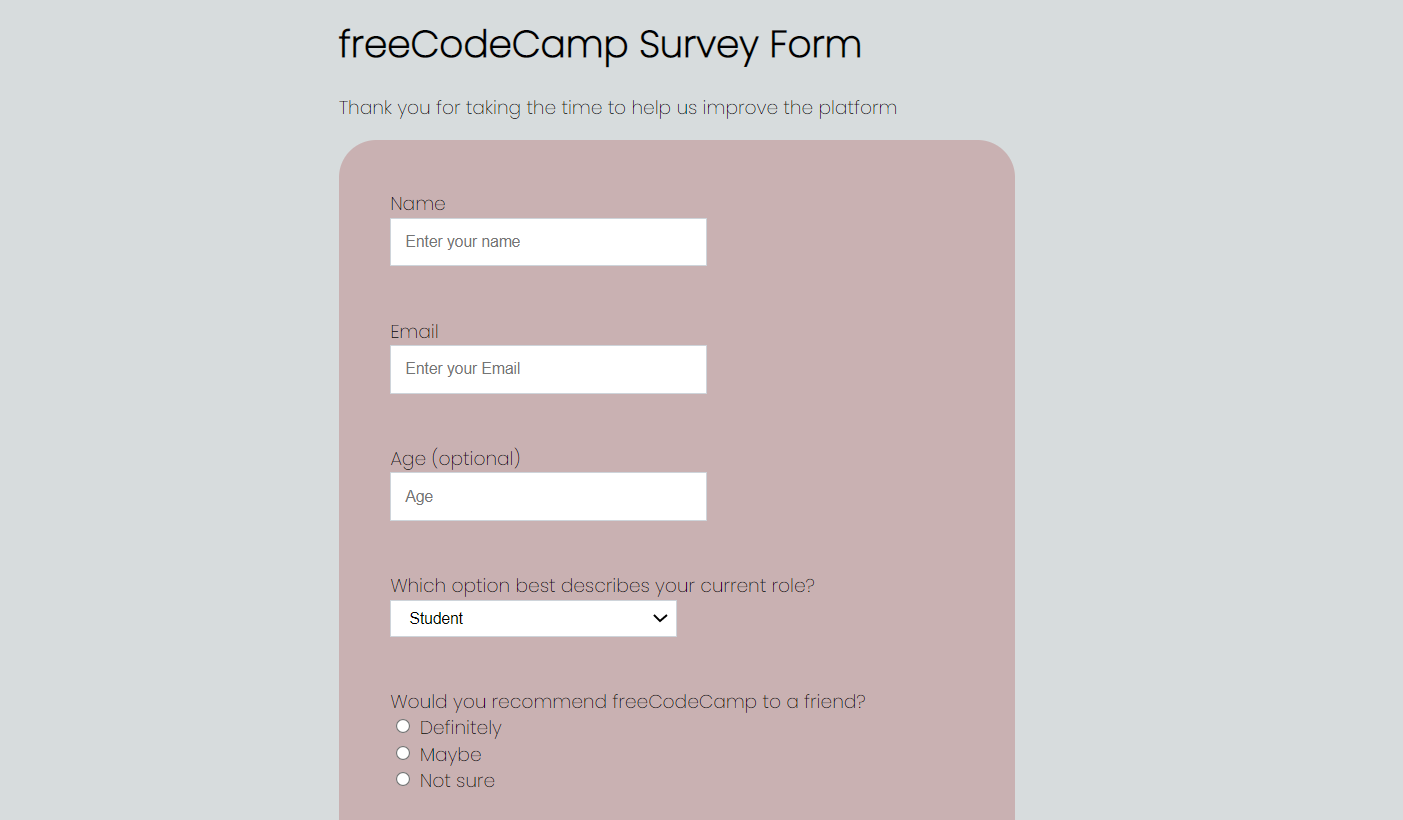 freeCodeCamp Survey Form
Thank you for taking the time to help us improve the platform
Name
Enter your name
Email
Enter your Email
Age (optional)
Age
Which option best describes your current role?
Student
Would you recommend freeCodeCamp to a friend?
Definitely
Maybe
Not sure